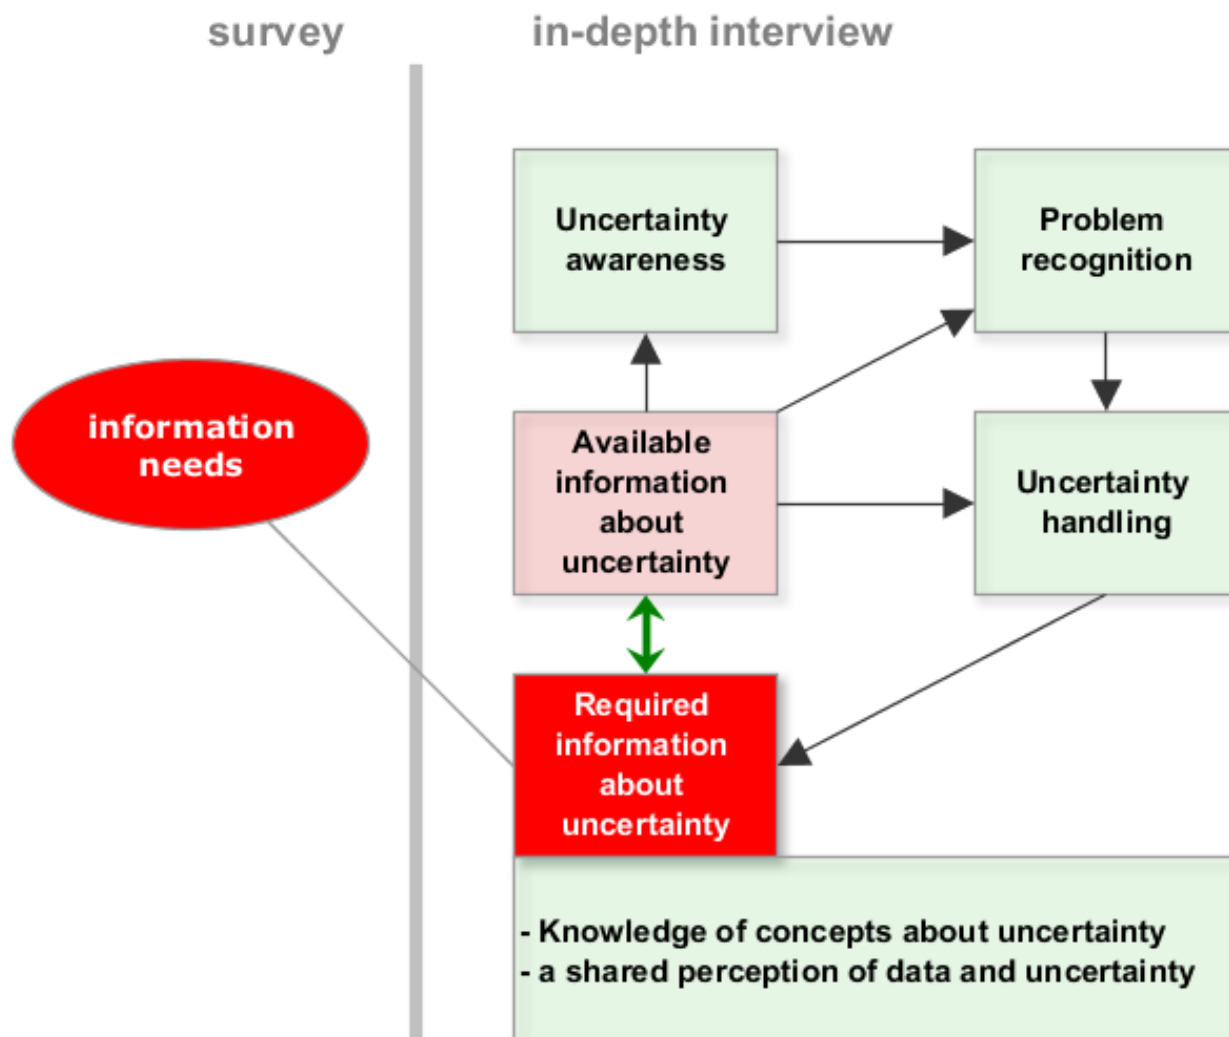 survey
in-depth interview
Uncertainty
awareness
Problem
recognition
information
needs
Available
information
about
uncertainty
Uncertainty
handling
Required
information
about
uncertainty
- Knowledge of concepts about uncertainty
- a shared perception of data and uncertainty